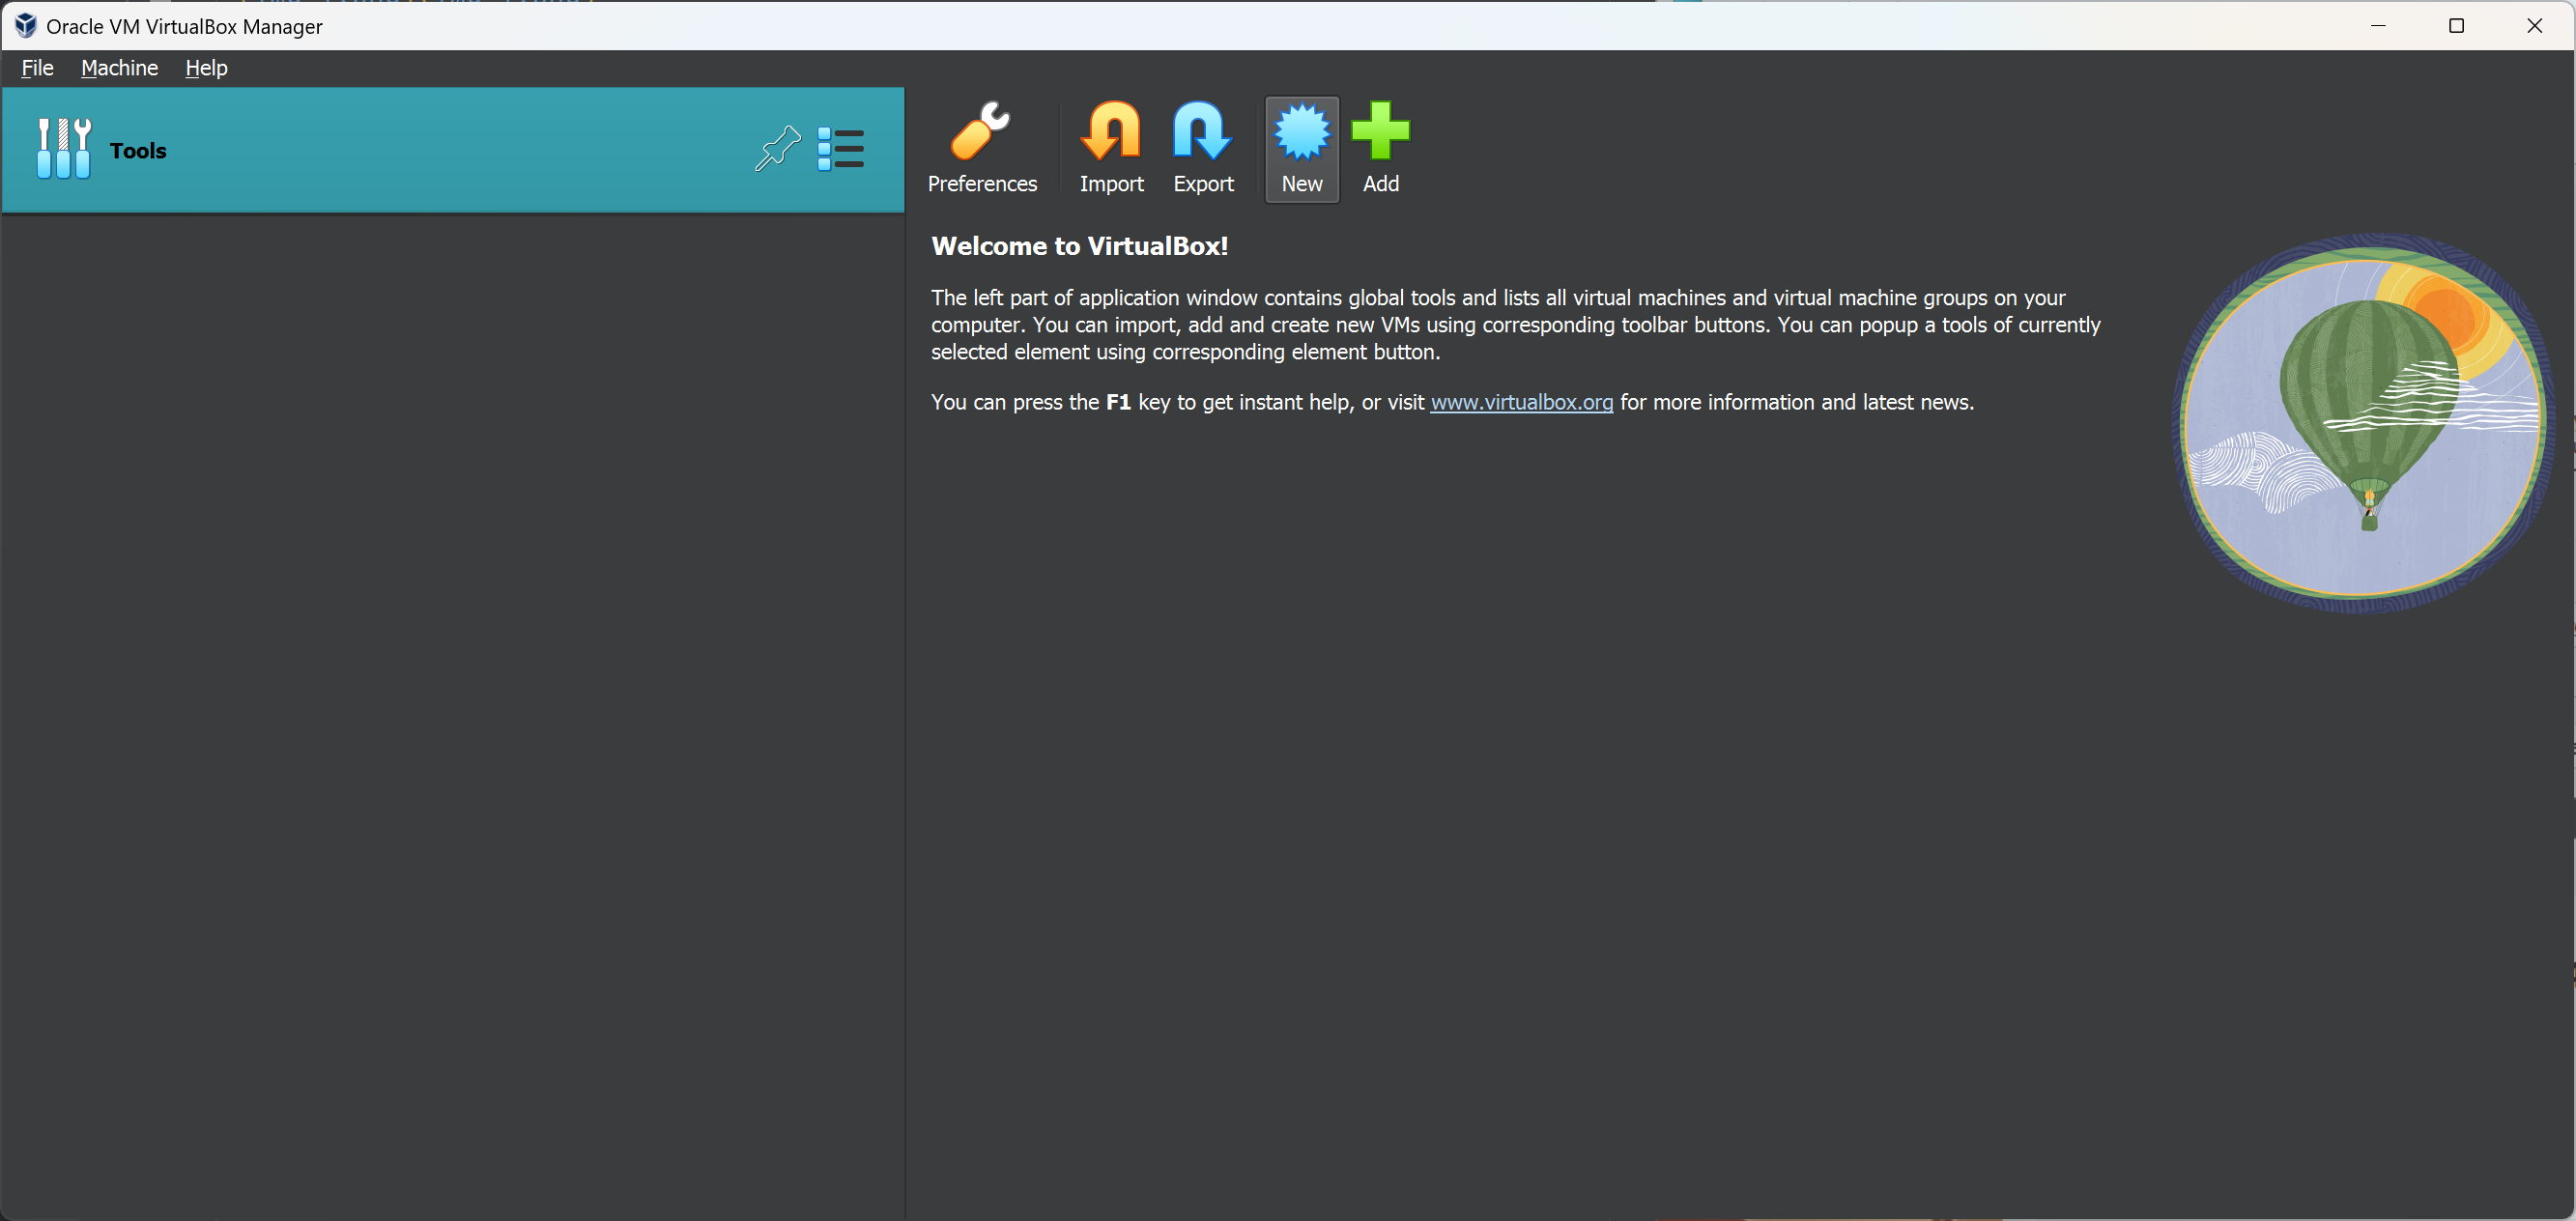 Oracle VM VirtualBox Manager
File Machine Help
Tools
Preferences Import Export New Add
Welcome to VirtualBox!
The left part of application window contains global tools and lists all virtual machines and virtual machine groups on your
computer. You can import, add and create new VMs using corresponding toolbar buttons. You can popup a tools of currently
selected element using corresponding element button.
You can press the F1 key to get instant help, or visit www.virtualbox.org for more information and latest news.